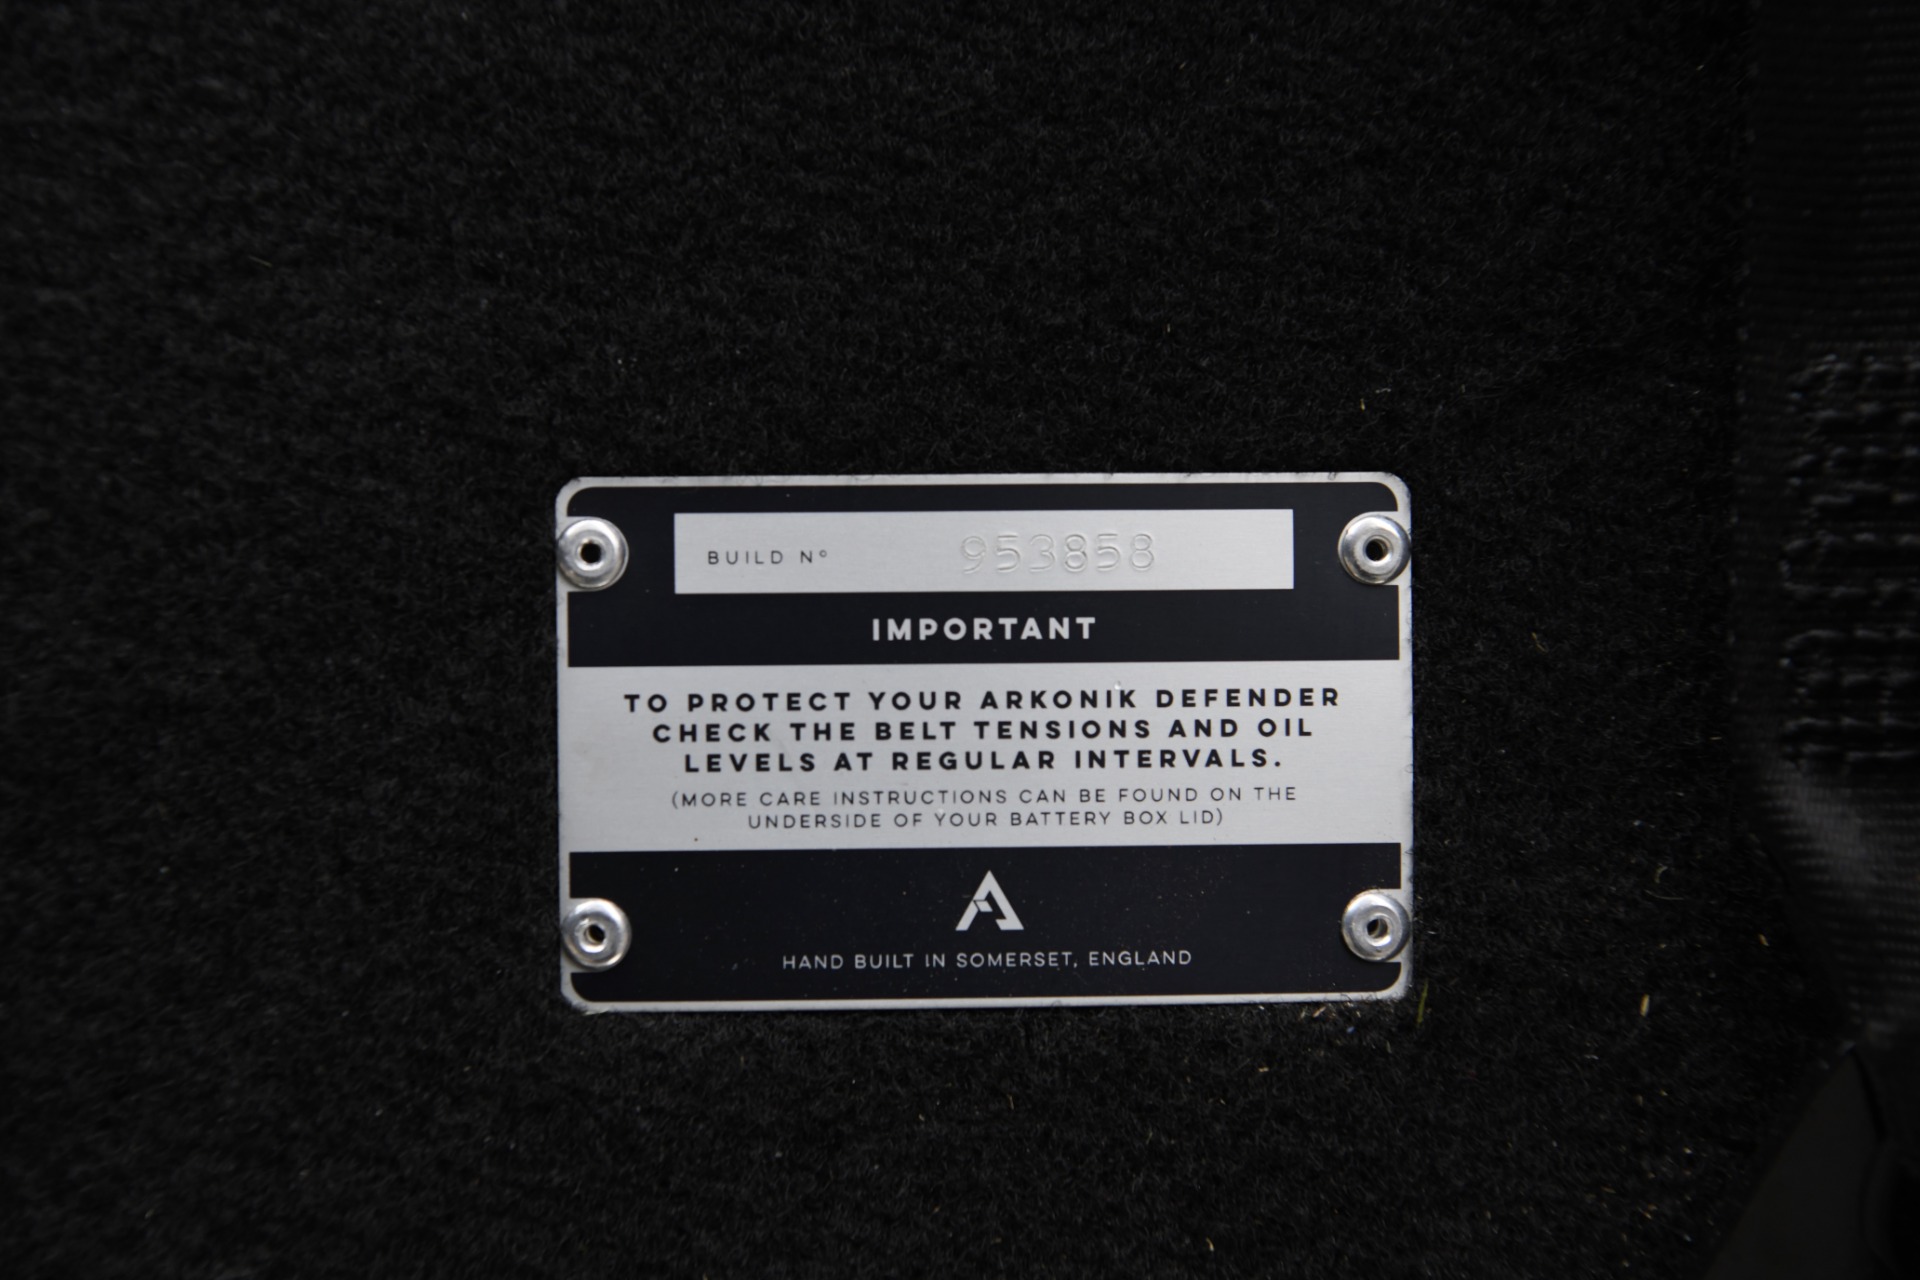 BUILD Nº 953858
IMPORTANT
TO PROTECT YOUR ARKONIK DEFENDER
CHECK THE BELT TENSIONS AND OIL
LEVELS AT REGULAR INTERVALS.
(MORE CARE INSTRUCTIONS CAN BE FOUND ON THE
UNDERSIDE OF YOUR BATTERY BOX LID)
HAND BUILT IN SOMERSET, ENGLAND